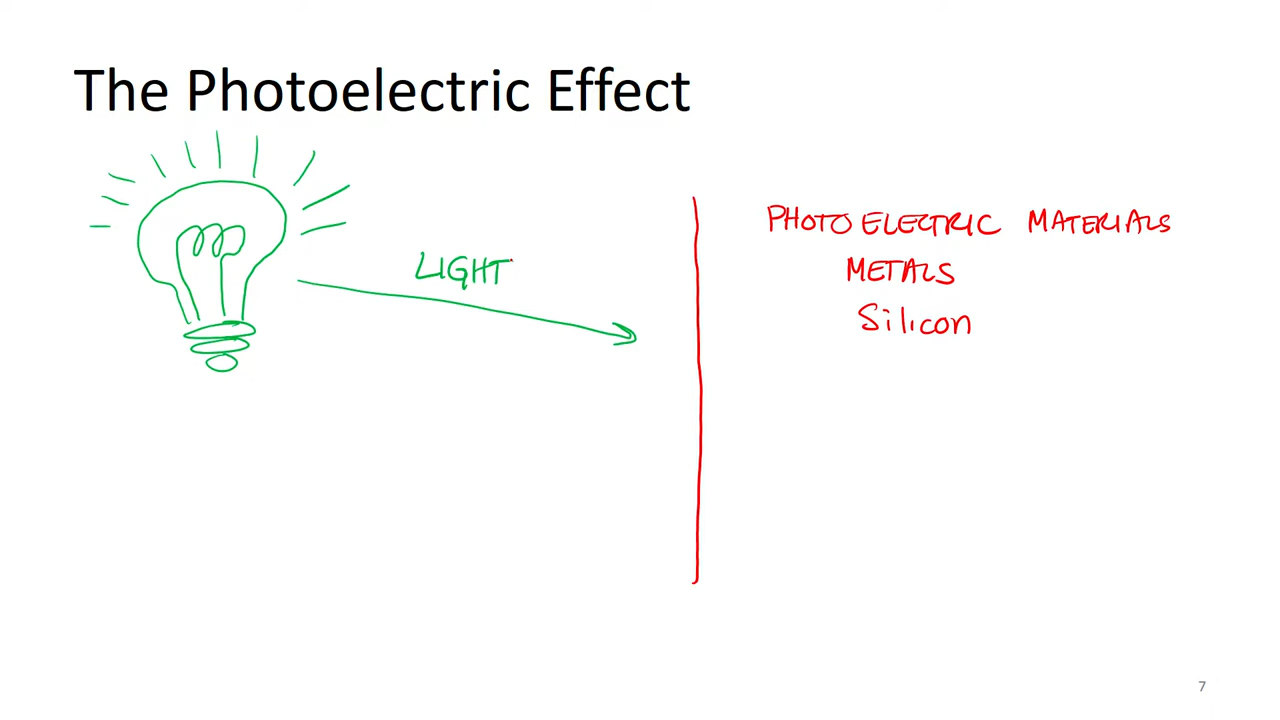 The Photoelectric Effect
LIGHT
PHOTOELECTRIC MATERIALS
METALS
Silicon
7